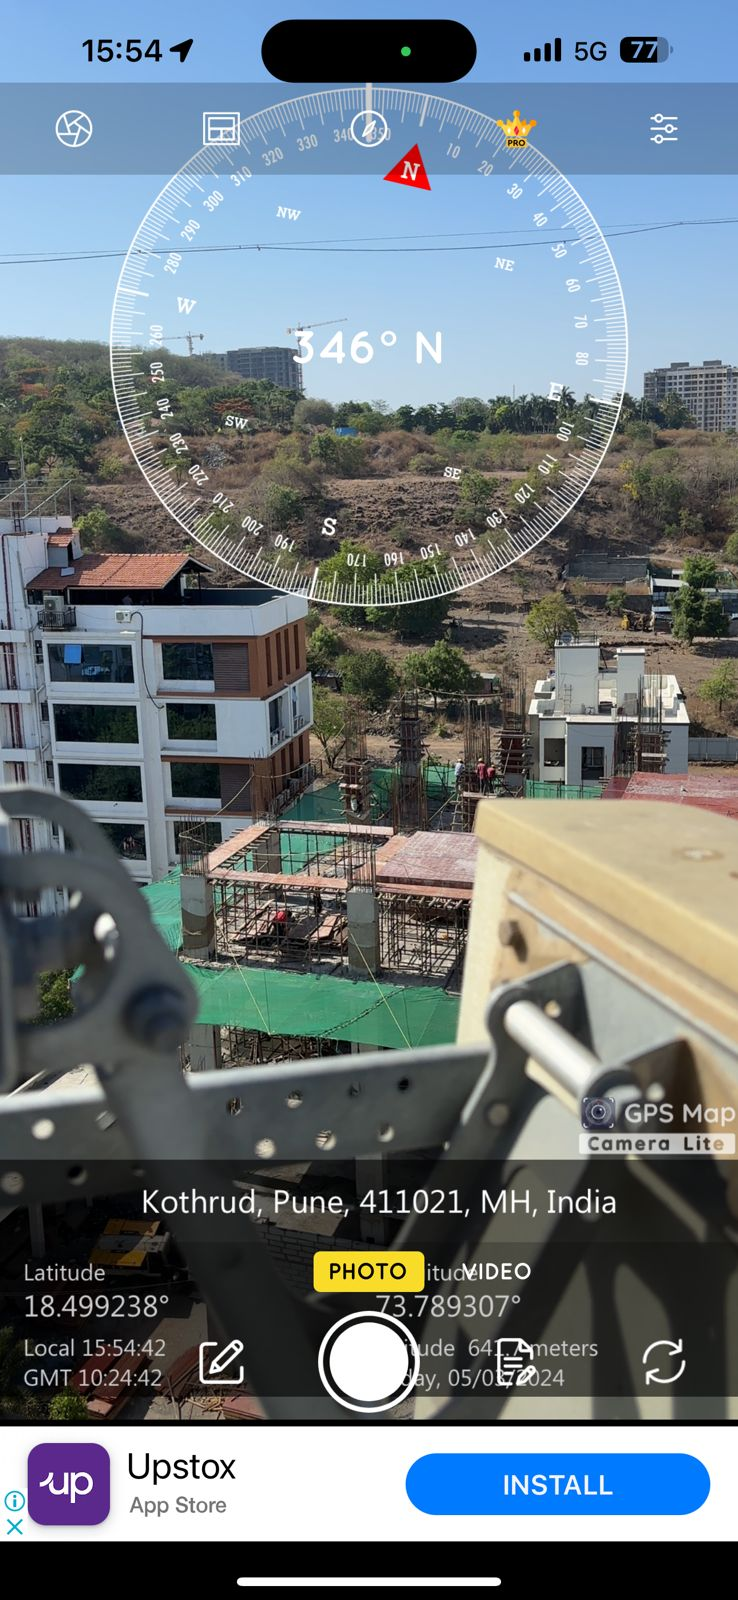 15:54
5G
77
PRO
340 350 10 20 30 40 50 60 70 80 100 110 120 130 140 150 160 170 190 200 210 220 230 240 250 260 280 290 300 310 320 330
N
NW
NE
W
E
346° N
SW
SE
S
GPS Map
Camera Lite
Kothrud, Pune, 411021, MH, India
PHOTO
VIDEO
Latitude
18.499238°
73.789307°
Local 15:54:42
GMT 10:24:42
meters
2024
up
Upstox
App Store
INSTALL